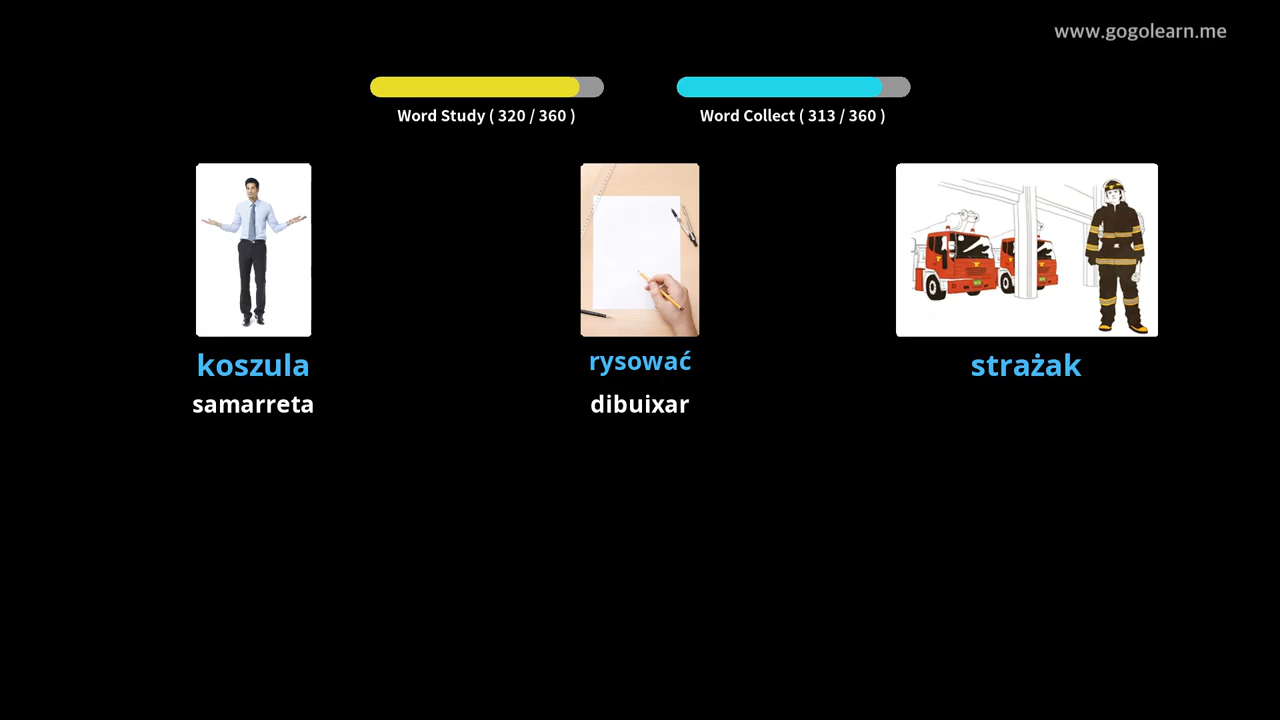 www.gogolearn.me
Word Study ( 320 / 360 )
Word Collect ( 313 / 360 )
koszula
rysować
strażak
samarreta
dibuixar